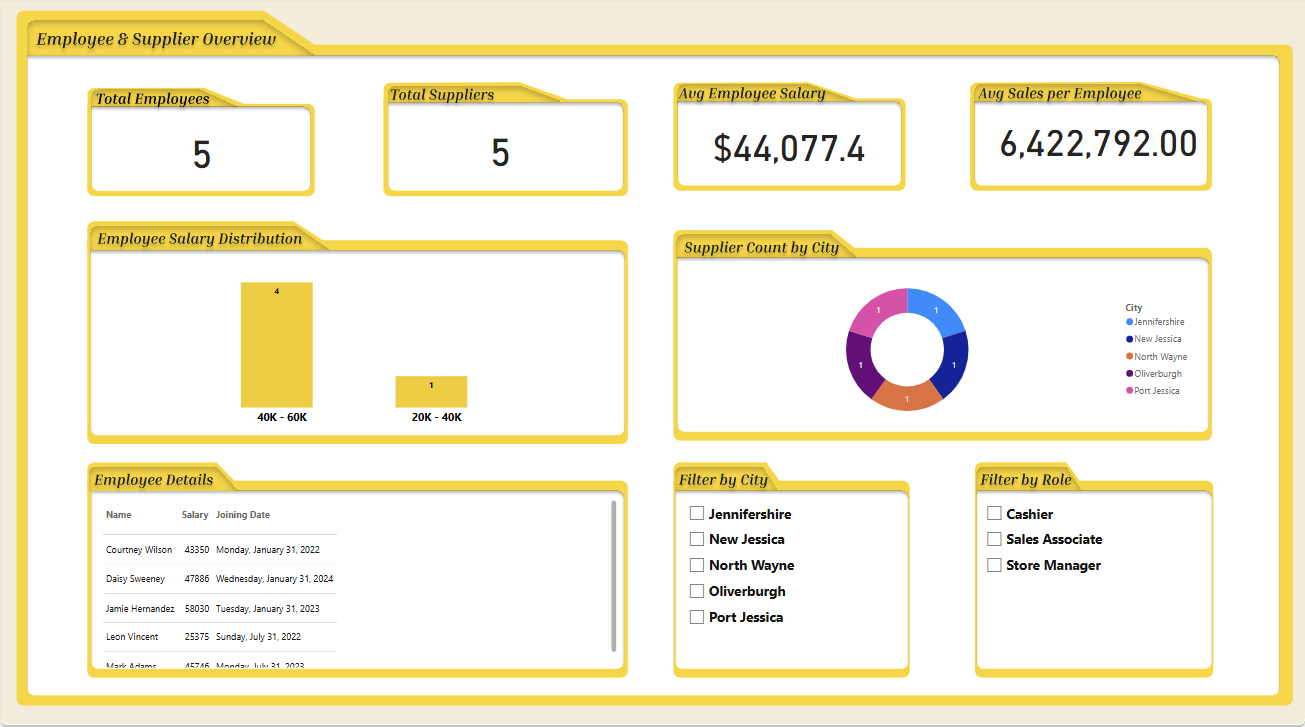 Employee & Supplier Overview
Total Employees
5
Total Suppliers
5
Avg Employee Salary
$44,077.4
Avg Sales per Employee
6,422,792.00
Employee Salary Distribution
4
1
40K - 60K
20K - 40K
Supplier Count by City
1
1
1
1
1
City
Jennifershire
New Jessica
North Wayne
Oliverburgh
Port Jessica
Employee Details
Name Salary Joining Date
Courtney Wilson 43350 Monday, January 31, 2022
Daisy Sweeney 47886 Wednesday, January 31, 2024
Jamie Hernandez 58030 Tuesday, January 31, 2023
Leon Vincent 25375 Sunday, July 31, 2022
Mark Adams 45746 Monday, July 31, 2023
Filter by City
Jennifershire
New Jessica
North Wayne
Oliverburgh
Port Jessica
Filter by Role
Cashier
Sales Associate
Store Manager